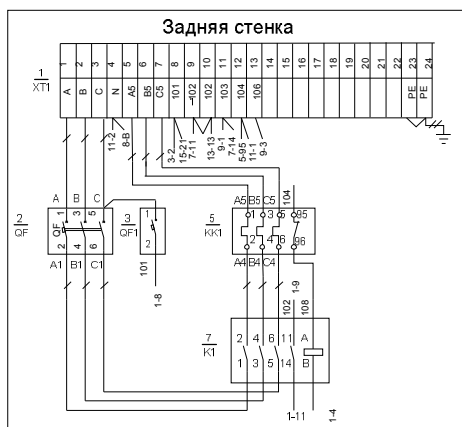 Задняя стенка
1 2 3 4 5 6 7 8 9 10 11 12 13 14 15 16 17 18 19 20 21 22 23 24
1
XT1
A B C N A5 B5 C5 101 102 102 103 104 106 PE PE
11-2 8-B 3-2 15-21 7-11 13-13 9-1 7-14 5-95 11-1 9-3
A B C
A5 B5 C5 104
2
QF
1 3 5
QF
2 4 6
3
QF1
1
2
5
KK1
1 3 5 95
2 4 6 96
A1 B1 C1
101
1-8
A4 B4 C4
1-9
102 108
7
K1
2 4 6 11 A
1 3 5 14 B
1-11
1-4